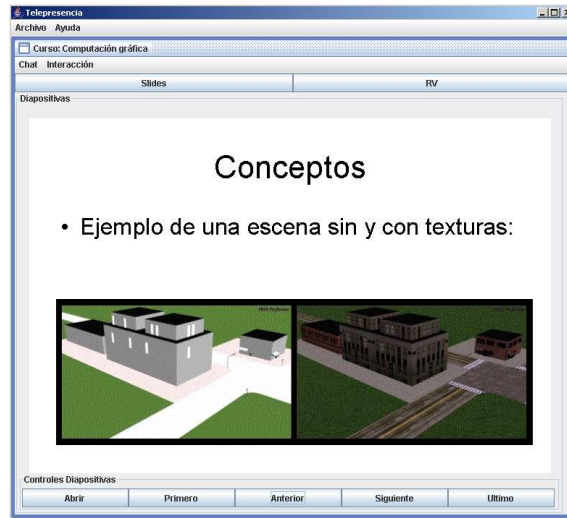 Telepresencia
Archivo Ayuda
Curso: Computación gráfica
Chat Interacción
Slides RV
Diapositivas
Conceptos
• Ejemplo de una escena sin y con texturas:
Controles Diapositivas
Abrir Primero Anterior Siguiente Ultimo